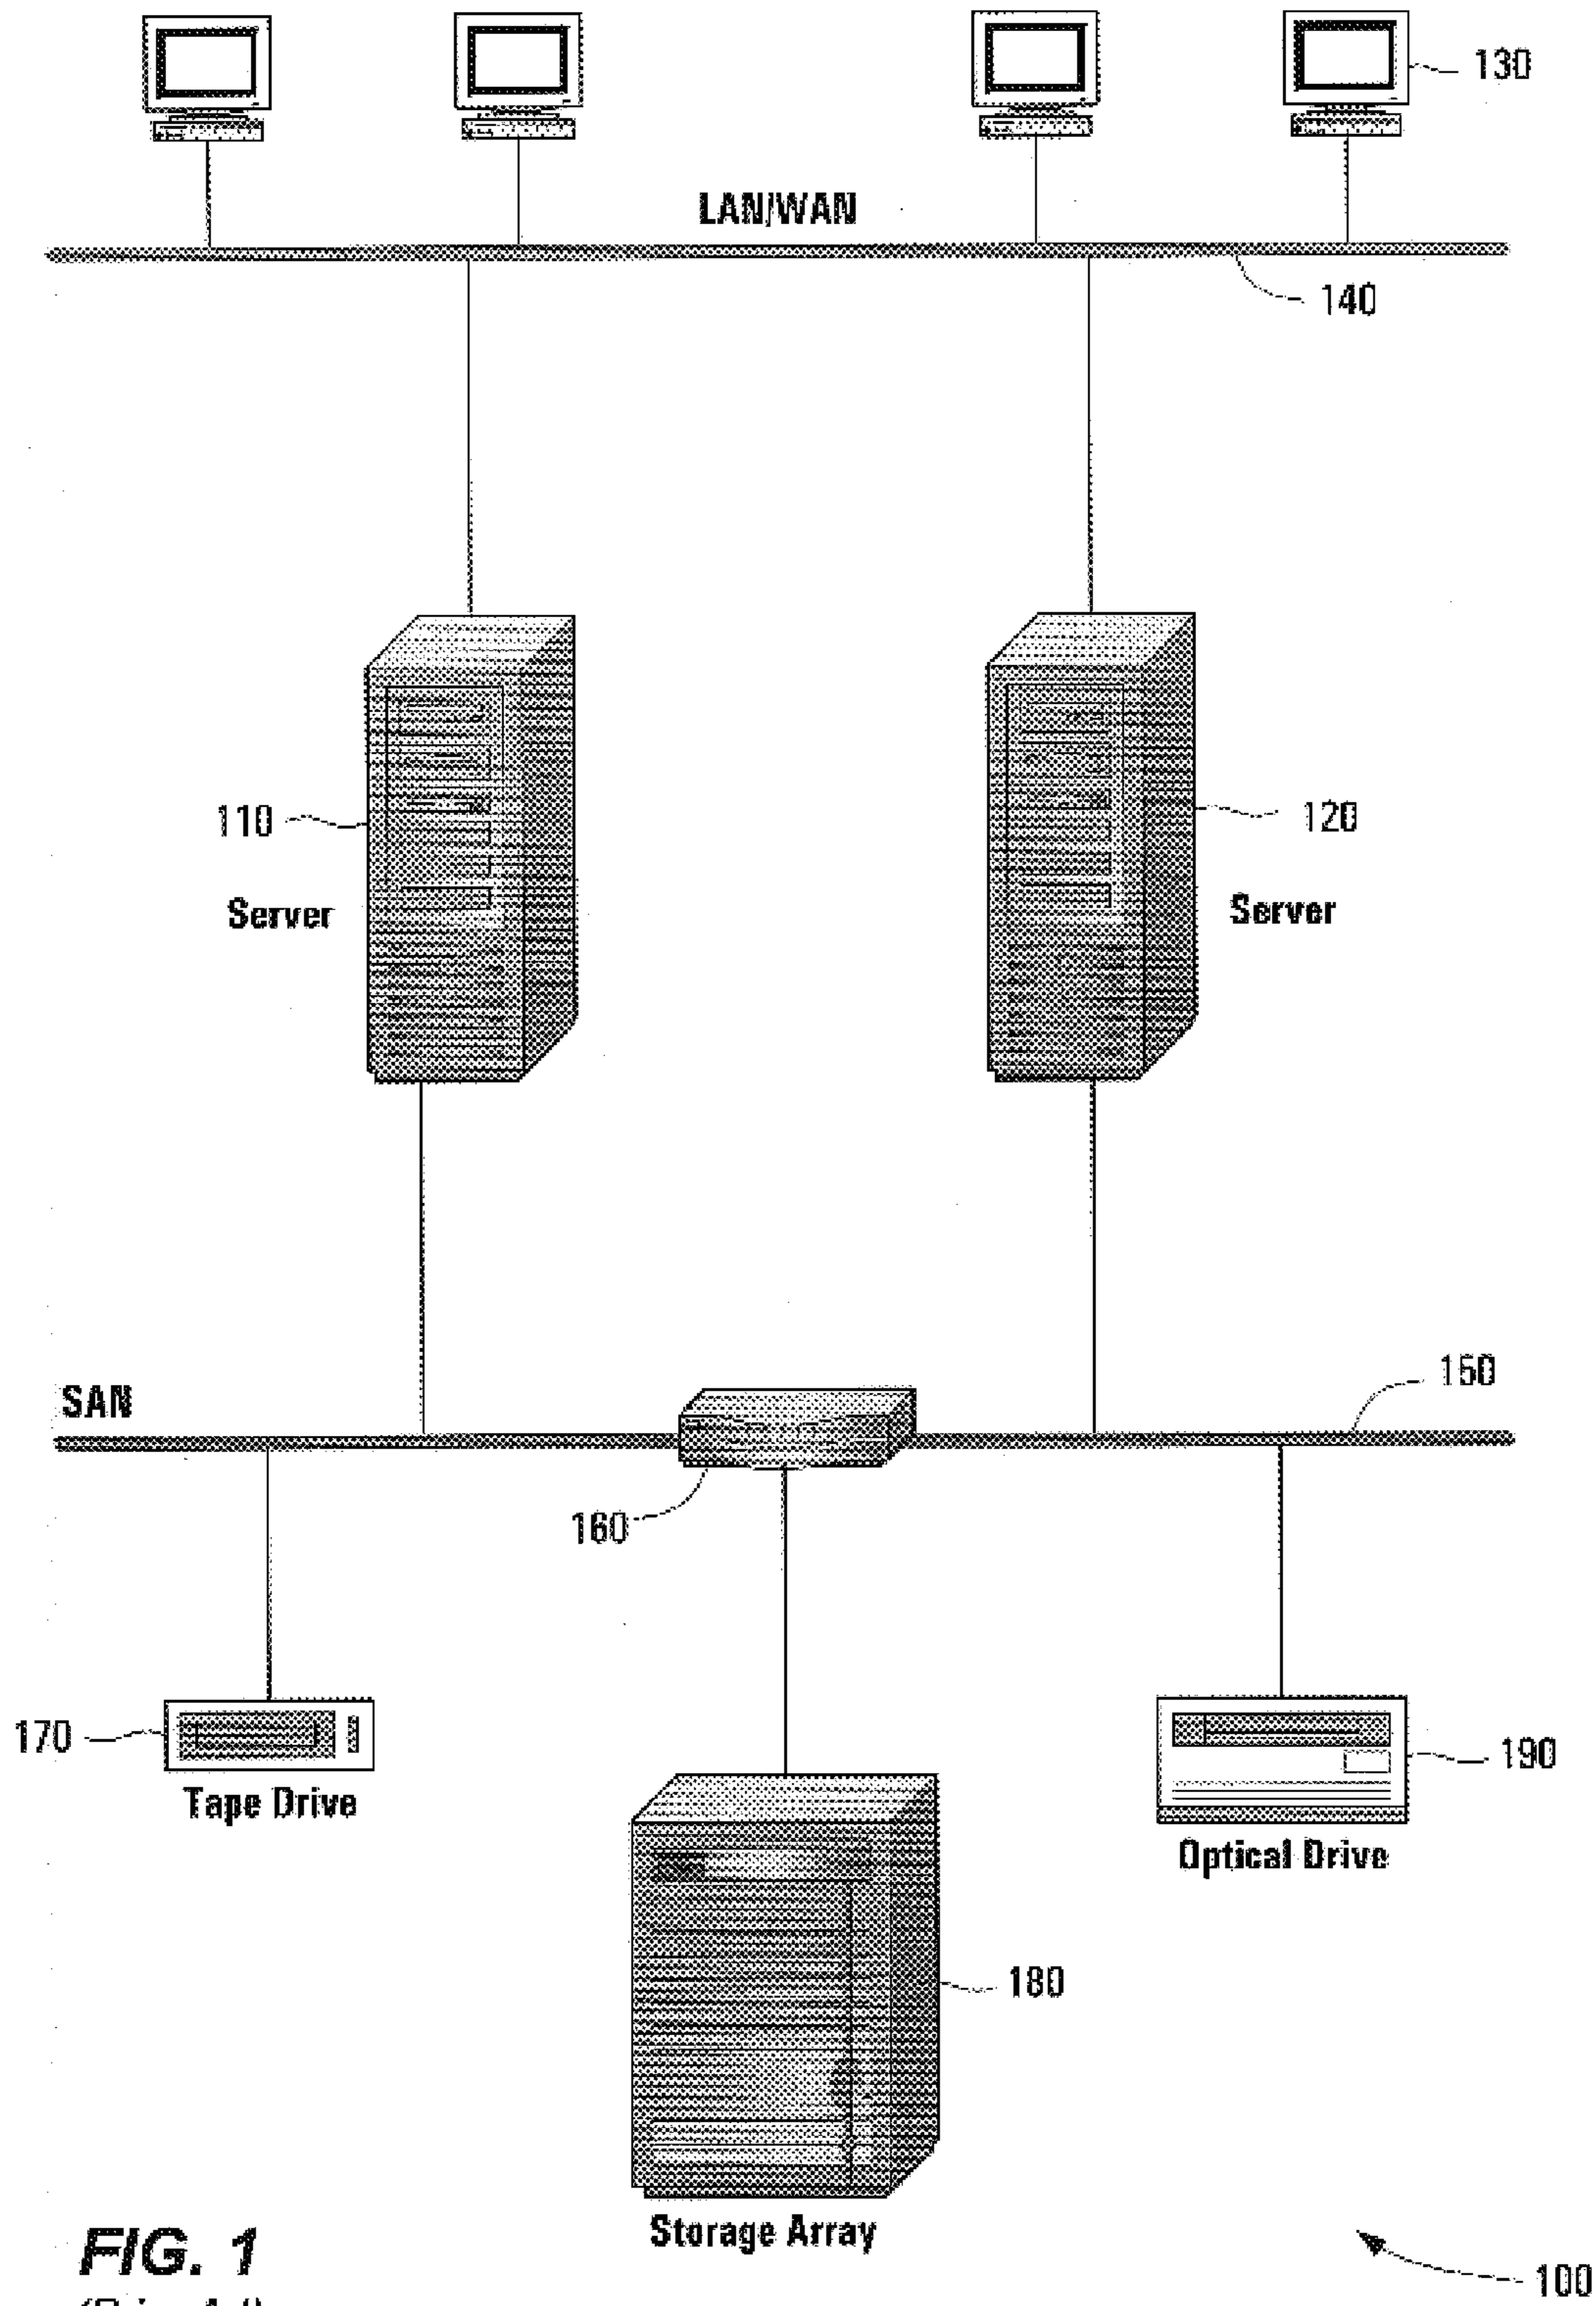 130
LAN/WAN
140
110
120
Server
Server
150
SAN
160
170
190
Tape Drive
Optical Drive
180
Storage Array
FIG. 1
100